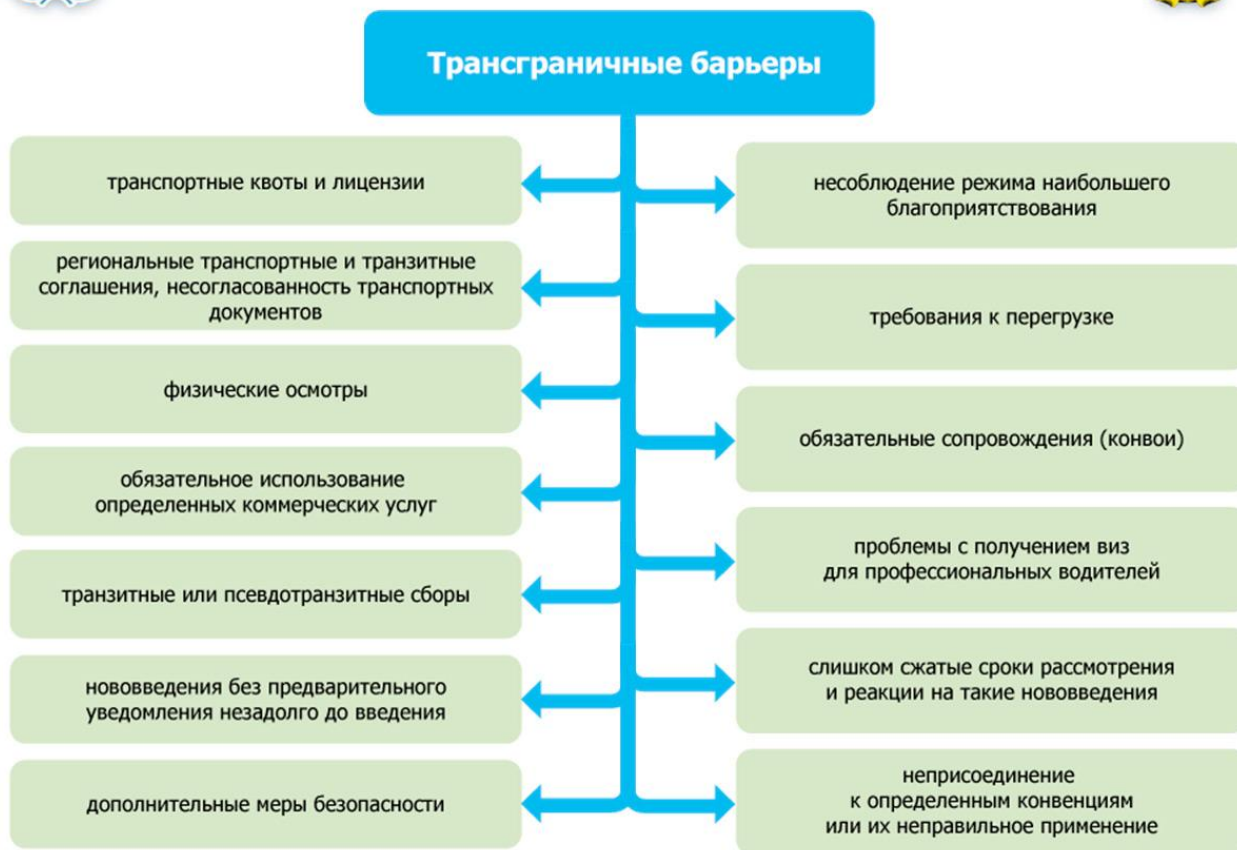 Трансграничные барьеры
транспортные квоты и лицензии
региональные транспортные и транзитные
соглашения, несогласованность транспортных
документов
физические осмотры
обязательное использование
определенных коммерческих услуг
транзитные или псевдотранзитные сборы
нововведения без предварительного
уведомления незадолго до введения
дополнительные меры безопасности
несоблюдение режима наибольшего
благоприятствования
требования к перегрузке
обязательные сопровождения (конвои)
проблемы с получением виз
для профессиональных водителей
слишком сжатые сроки рассмотрения
и реакции на такие нововведения
неприсоединение
к определенным конвенциям
или их неправильное применение